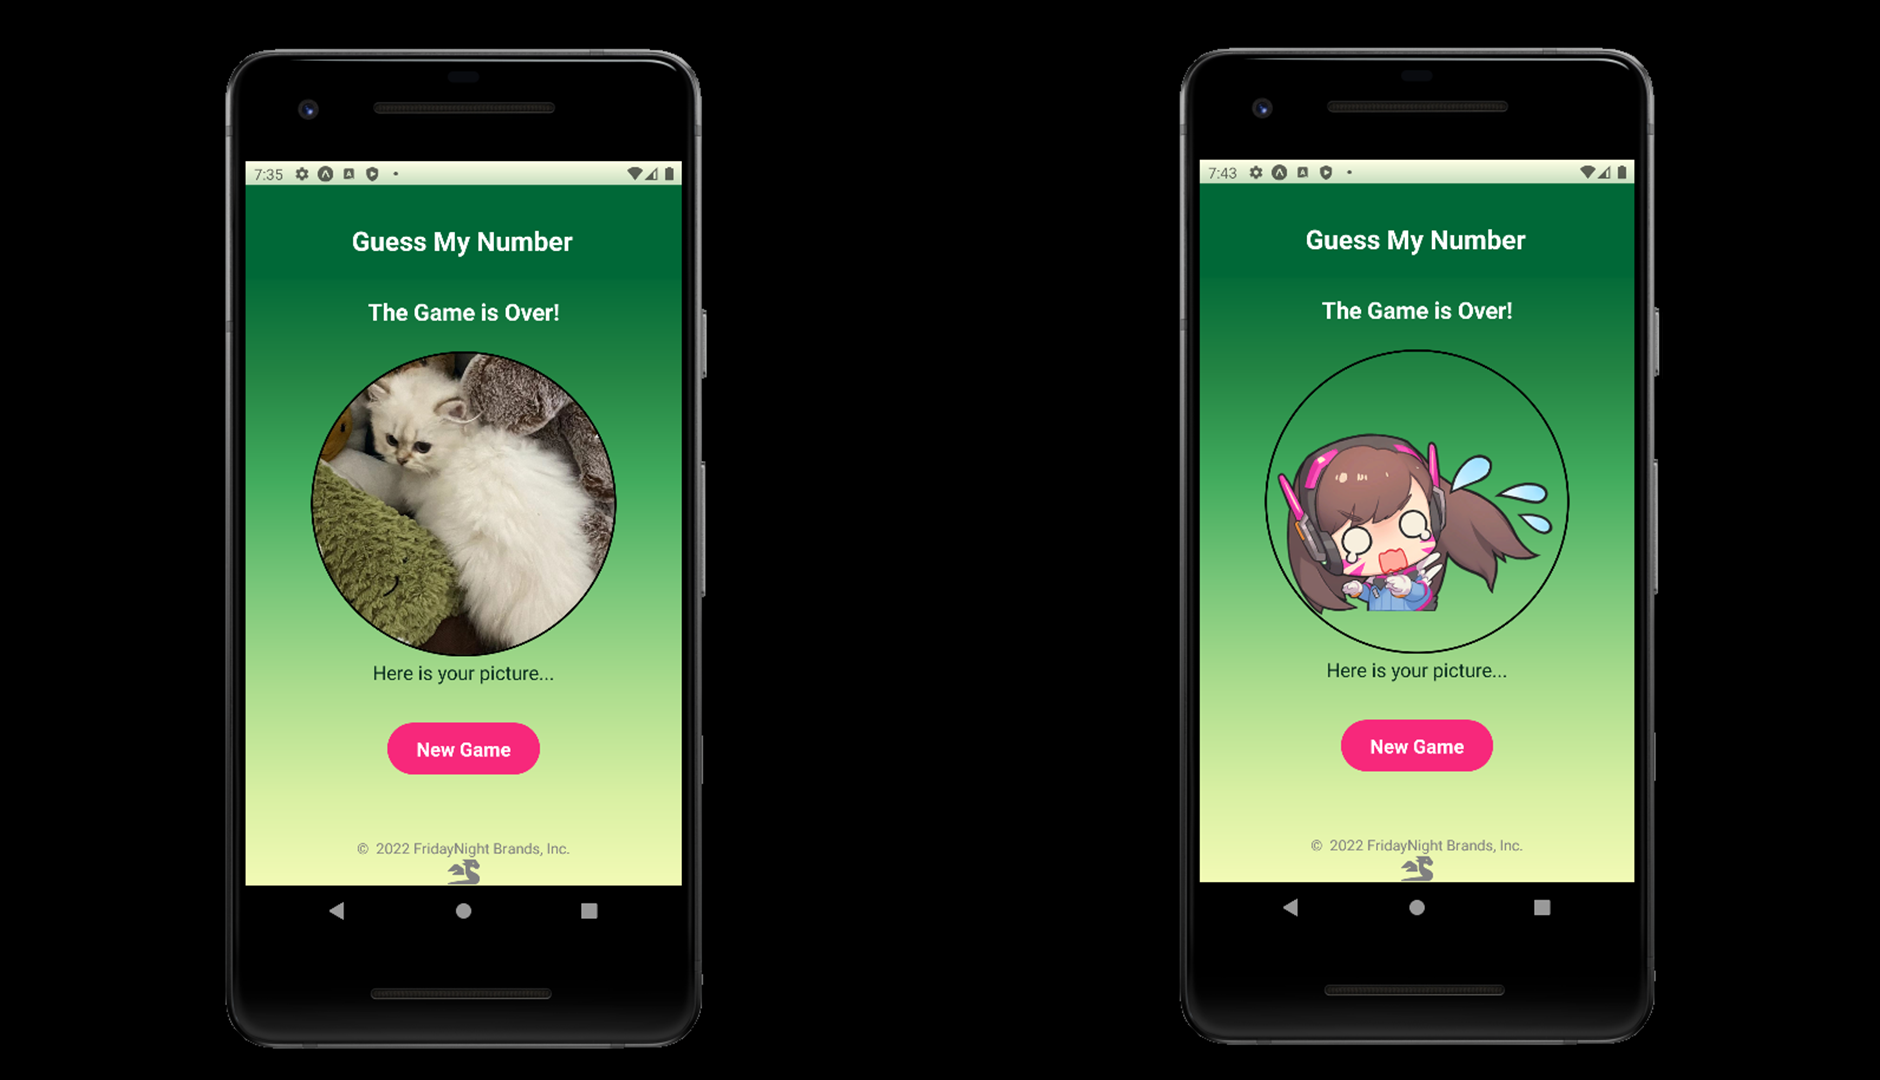 7:35
Guess My Number
The Game is Over!
Here is your picture...
New Game
© 2022 FridayNight Brands, Inc.
7:43
Guess My Number
The Game is Over!
Here is your picture...
New Game
© 2022 FridayNight Brands, Inc.